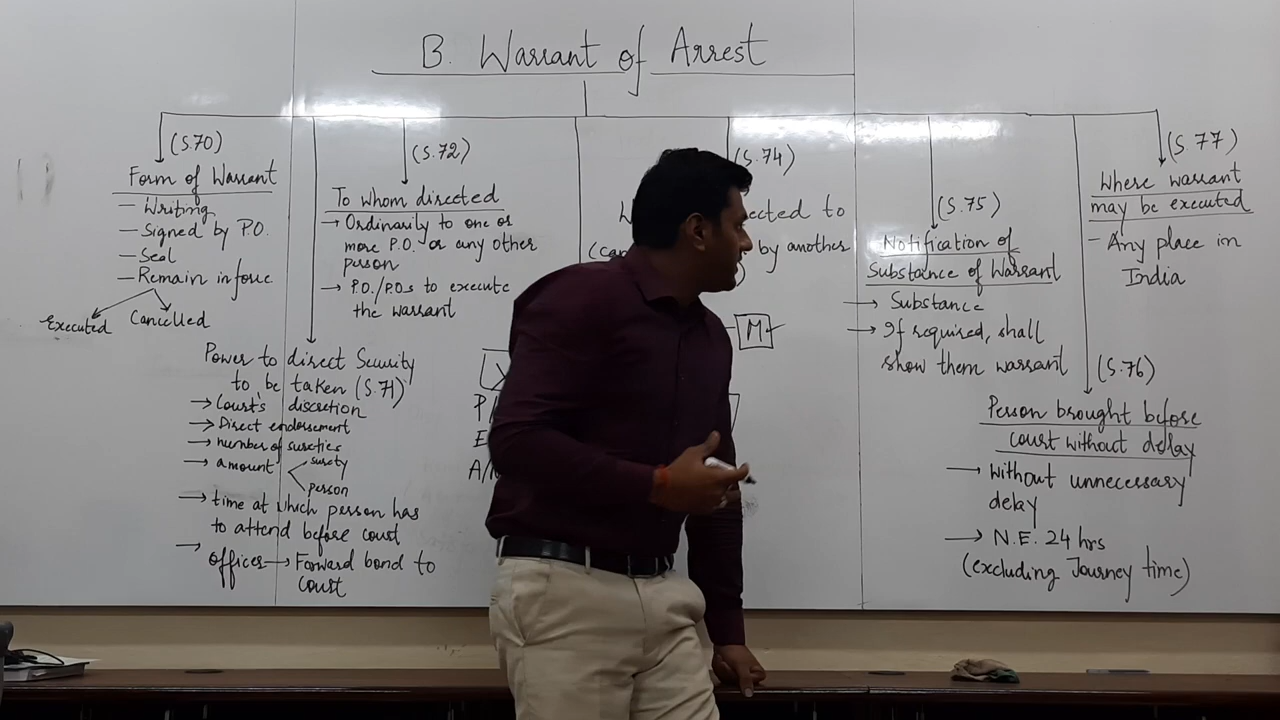 B. Warrant of Arrest
(S.70)
Form of Warrant
– Writing
– Signed by P.O.
– Seal
– Remain in force
Executed Cancelled
Power to direct Security
to be taken (S.71)
→ Court's discretion
→ Direct endorsement
→ number of sureties
→ amount
surety
person
→ time at which person has
to attend before court
→ officer → Forward bond to
court
(S.72)
To whom directed
→ Ordinarily to one or
more P.O. or any other
person
→ P.O./P.O.s to execute
the warrant
(S.74)
ected to
by another
M
(S.75)
Notification of
Substance of Warrant
→ Substance
→ If required, shall
show them warrant
(S.77)
Where warrant
may be executed
– Any place in
India
(S.76)
Person brought before
court without delay
→ without unnecessary
delay
→ N.E. 24 hrs
(excluding Journey time)